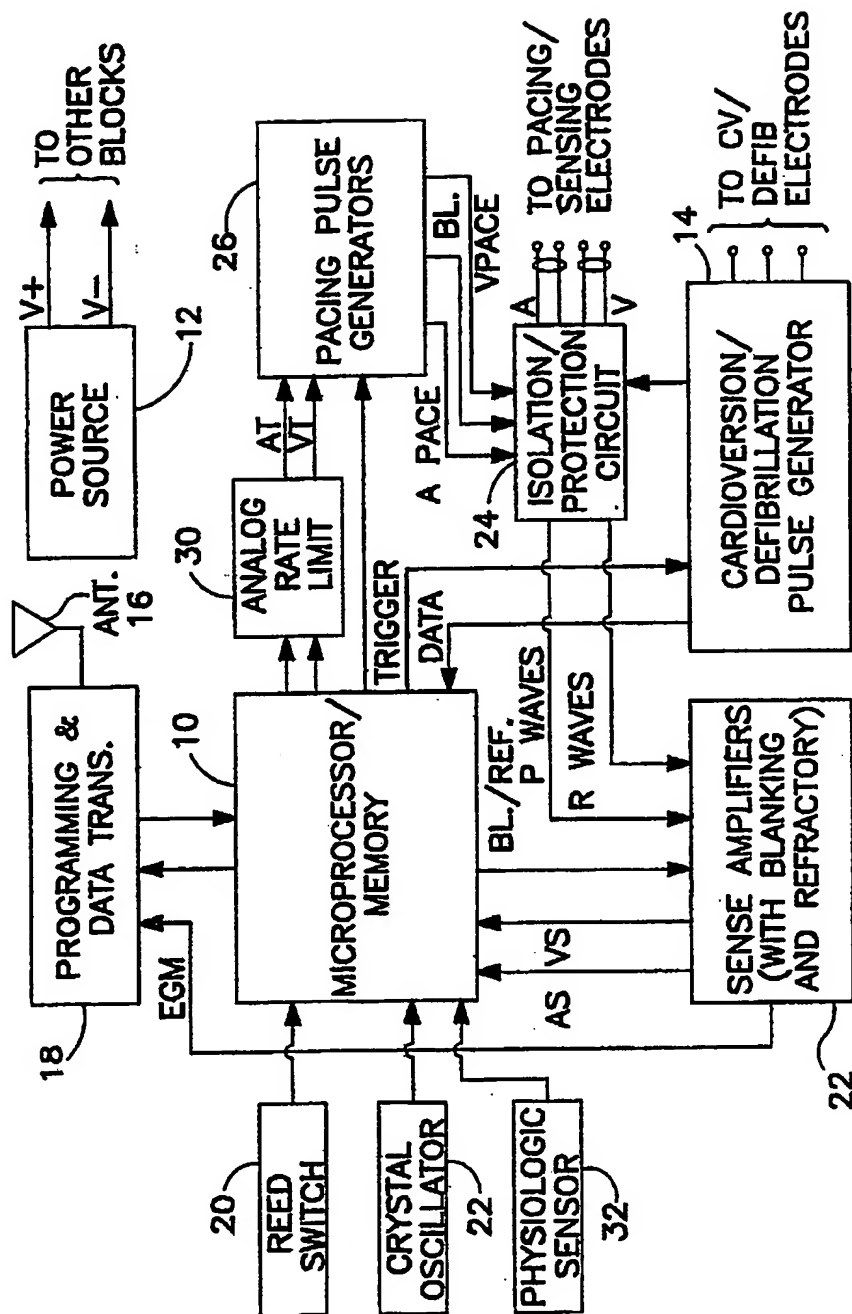 ANT.
16
V+
V-
TO
OTHER
BLOCKS
PROGRAMMING &
DATA TRANS.
18
POWER
SOURCE
12
EGM
10
30
ANALOG
RATE
LIMIT
AT
VT
26
PACING PULSE
GENERATORS
20
REED
SWITCH
CRYSTAL
OSCILLATOR
22
PHYSIOLOGIC
SENSOR
32
MICROPROCESSOR/
MEMORY
TRIGGER
DATA
A PACE
BL.
VPACE
AS
VS
BL./REF.
P WAVES
R WAVES
24
ISOLATION/
PROTECTION
CIRCUIT
A
V
TO PACING/
SENSING
ELECTRODES
SENSE AMPLIFIERS
(WITH BLANKING
AND REFRACTORY)
22
CARDIOVERSION/
DEFIBRILLATION
PULSE GENERATOR
14
TO CV/
DEFIB
ELECTRODES